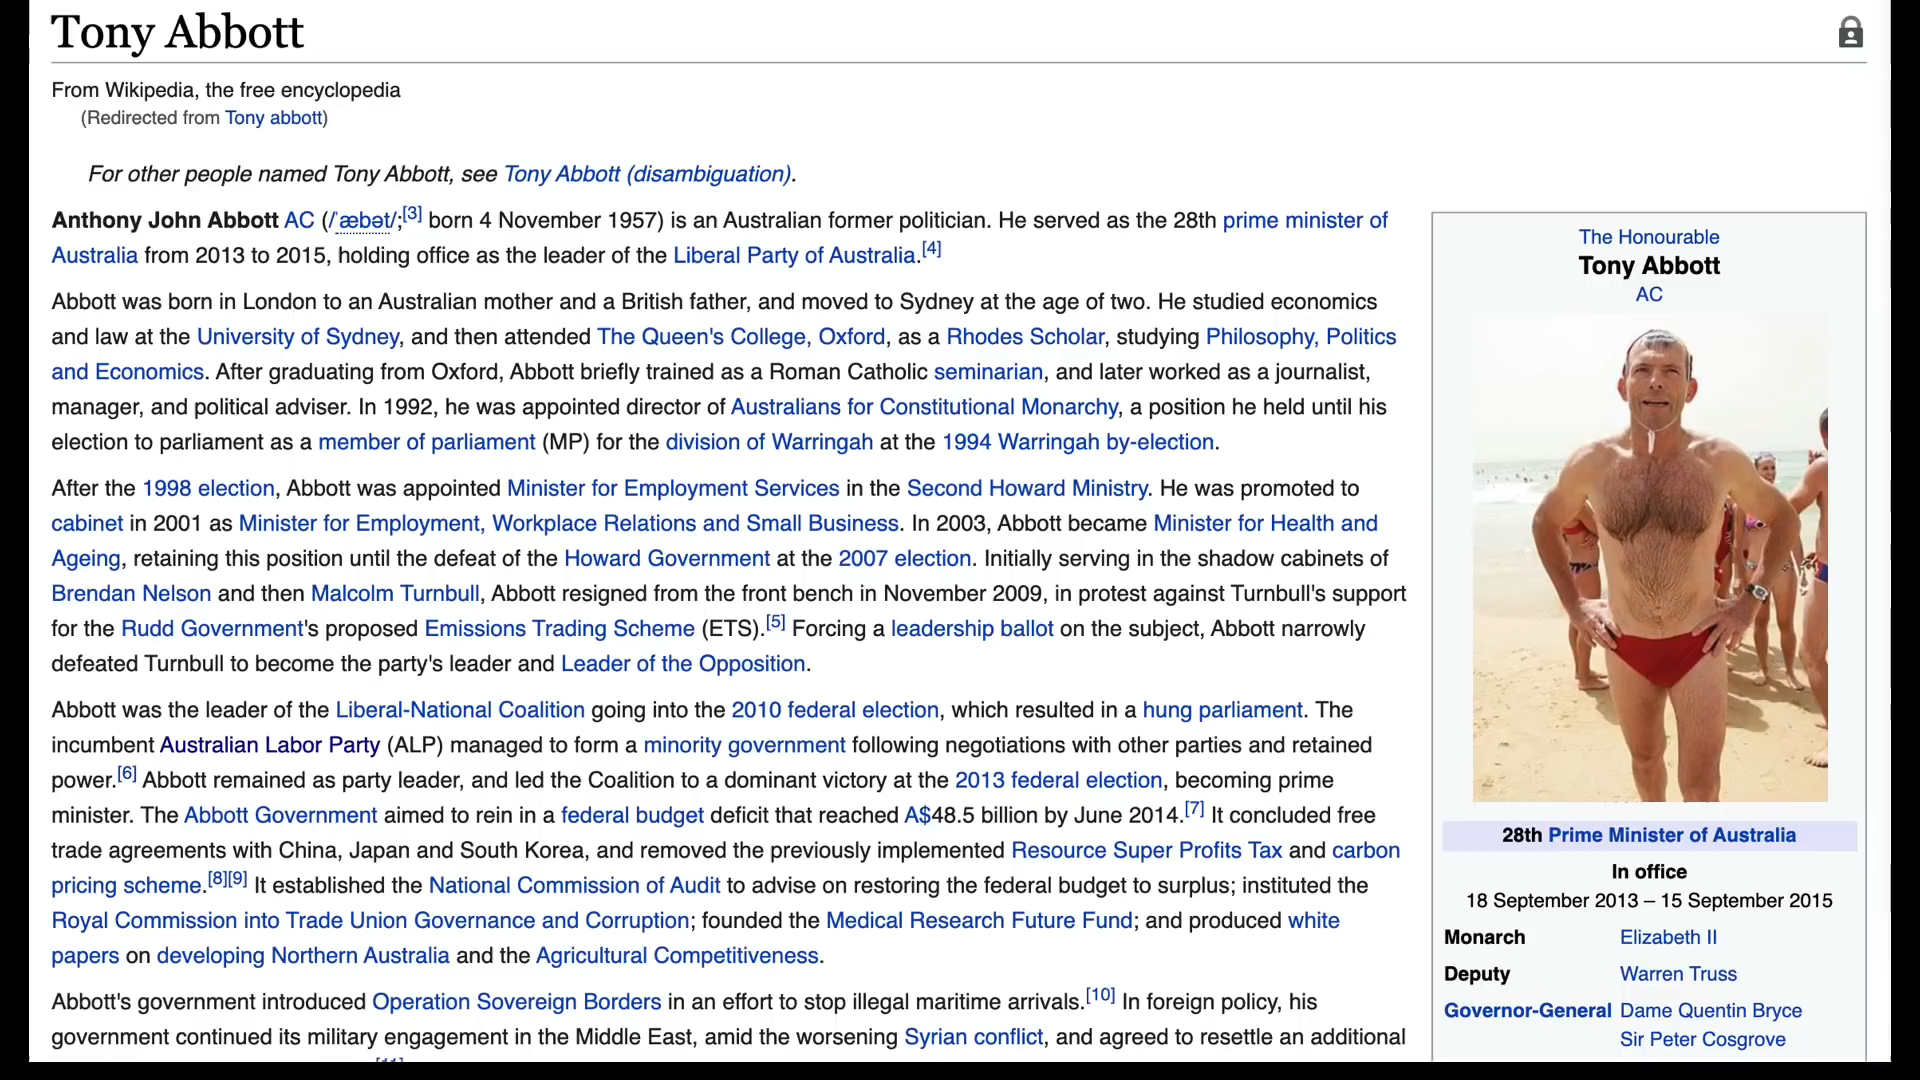 Tony Abbott
From Wikipedia, the free encyclopedia
(Redirected from Tony abbott)
For other people named Tony Abbott, see Tony Abbott (disambiguation).
Anthony John Abbott AC (/ˈæbət/;[3] born 4 November 1957) is an Australian former politician. He served as the 28th prime minister of
Australia from 2013 to 2015, holding office as the leader of the Liberal Party of Australia.[4]
Abbott was born in London to an Australian mother and a British father, and moved to Sydney at the age of two. He studied economics
and law at the University of Sydney, and then attended The Queen's College, Oxford, as a Rhodes Scholar, studying Philosophy, Politics
and Economics. After graduating from Oxford, Abbott briefly trained as a Roman Catholic seminarian, and later worked as a journalist,
manager, and political adviser. In 1992, he was appointed director of Australians for Constitutional Monarchy, a position he held until his
election to parliament as a member of parliament (MP) for the division of Warringah at the 1994 Warringah by-election.
After the 1998 election, Abbott was appointed Minister for Employment Services in the Second Howard Ministry. He was promoted to
cabinet in 2001 as Minister for Employment, Workplace Relations and Small Business. In 2003, Abbott became Minister for Health and
Ageing, retaining this position until the defeat of the Howard Government at the 2007 election. Initially serving in the shadow cabinets of
Brendan Nelson and then Malcolm Turnbull, Abbott resigned from the front bench in November 2009, in protest against Turnbull's support
for the Rudd Government's proposed Emissions Trading Scheme (ETS).[5] Forcing a leadership ballot on the subject, Abbott narrowly
defeated Turnbull to become the party's leader and Leader of the Opposition.
Abbott was the leader of the Liberal-National Coalition going into the 2010 federal election, which resulted in a hung parliament. The
incumbent Australian Labor Party (ALP) managed to form a minority government following negotiations with other parties and retained
power.[6] Abbott remained as party leader, and led the Coalition to a dominant victory at the 2013 federal election, becoming prime
minister. The Abbott Government aimed to rein in a federal budget deficit that reached A$48.5 billion by June 2014.[7] It concluded free
trade agreements with China, Japan and South Korea, and removed the previously implemented Resource Super Profits Tax and carbon
pricing scheme.[8][9] It established the National Commission of Audit to advise on restoring the federal budget to surplus; instituted the
Royal Commission into Trade Union Governance and Corruption; founded the Medical Research Future Fund; and produced white
papers on developing Northern Australia and the Agricultural Competitiveness.
Abbott's government introduced Operation Sovereign Borders in an effort to stop illegal maritime arrivals.[10] In foreign policy, his
government continued its military engagement in the Middle East, amid the worsening Syrian conflict, and agreed to resettle an additional
The Honourable
Tony Abbott
AC
28th Prime Minister of Australia
In office
18 September 2013 – 15 September 2015
Monarch Elizabeth II
Deputy Warren Truss
Governor-General Dame Quentin Bryce
Sir Peter Cosgrove